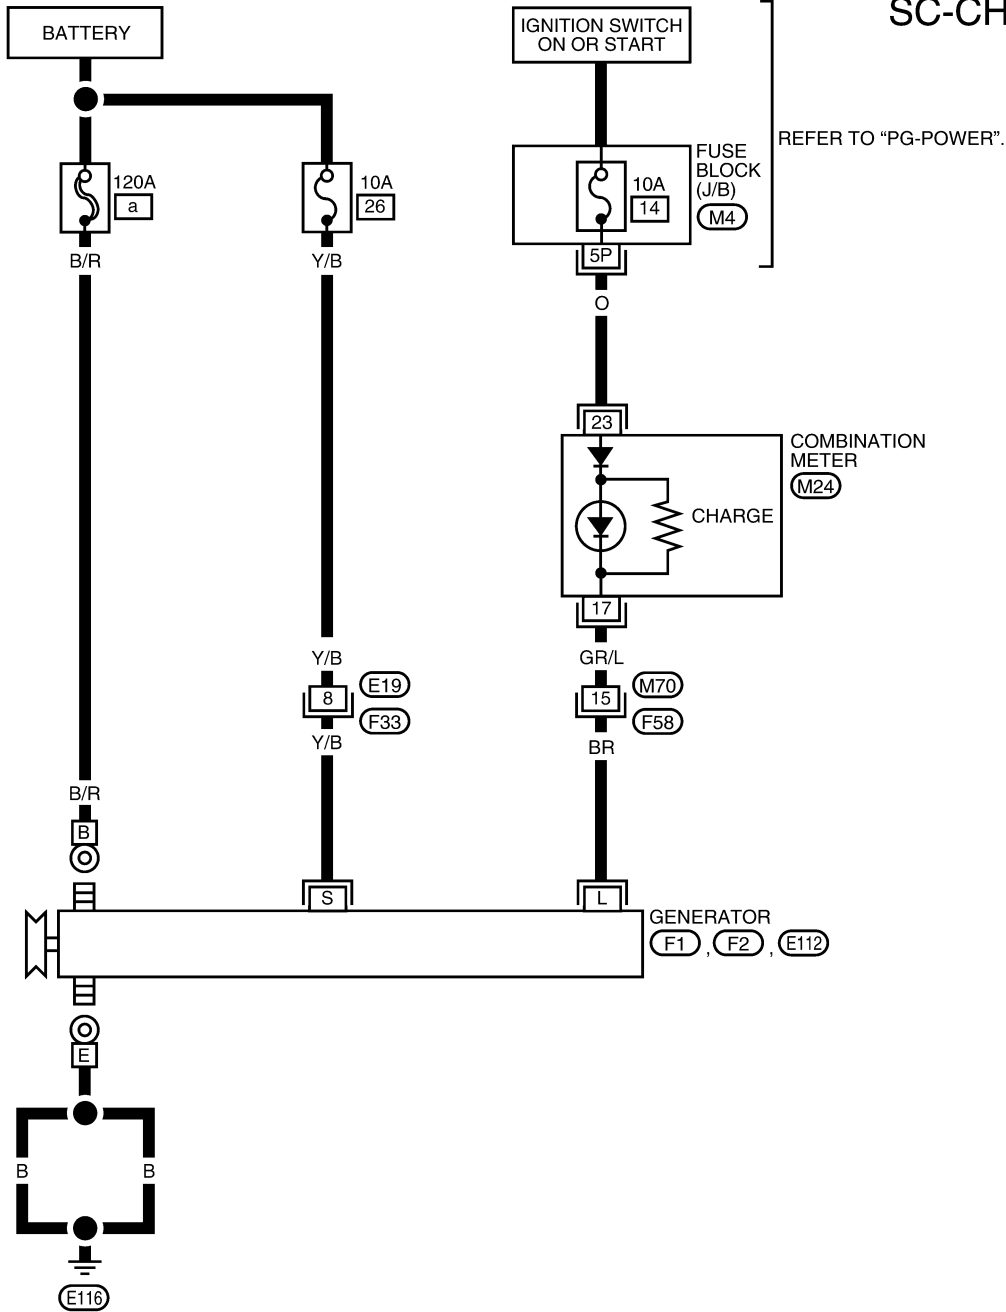 SC-CH
BATTERY
IGNITION SWITCH
ON OR START
REFER TO “PG-POWER”.
FUSE
BLOCK
(J/B)
M4
120A
a
10A
26
10A
14
5P
B/R
Y/B
O
23
COMBINATION
METER
M24
CHARGE
17
Y/B
GR/L
8
E19
F33
15
M70
F58
Y/B
BR
B/R
B
S
L
GENERATOR
F1 , F2 , E112
E
B
B
E116